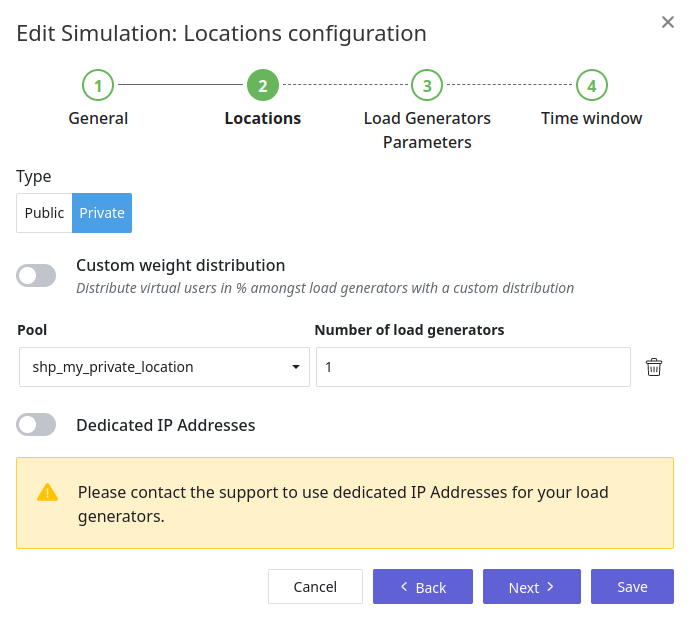 Edit Simulation: Locations configuration
1
2
3
4
General
Locations
Load Generators
Parameters
Time window
Type
Public
Private
Custom weight distribution
Distribute virtual users in % amongst load generators with a custom distribution
Pool
Number of load generators
shp_my_private_location
1
Dedicated IP Addresses
Please contact the support to use dedicated IP Addresses for your load
generators.
Cancel
Back
Next
Save